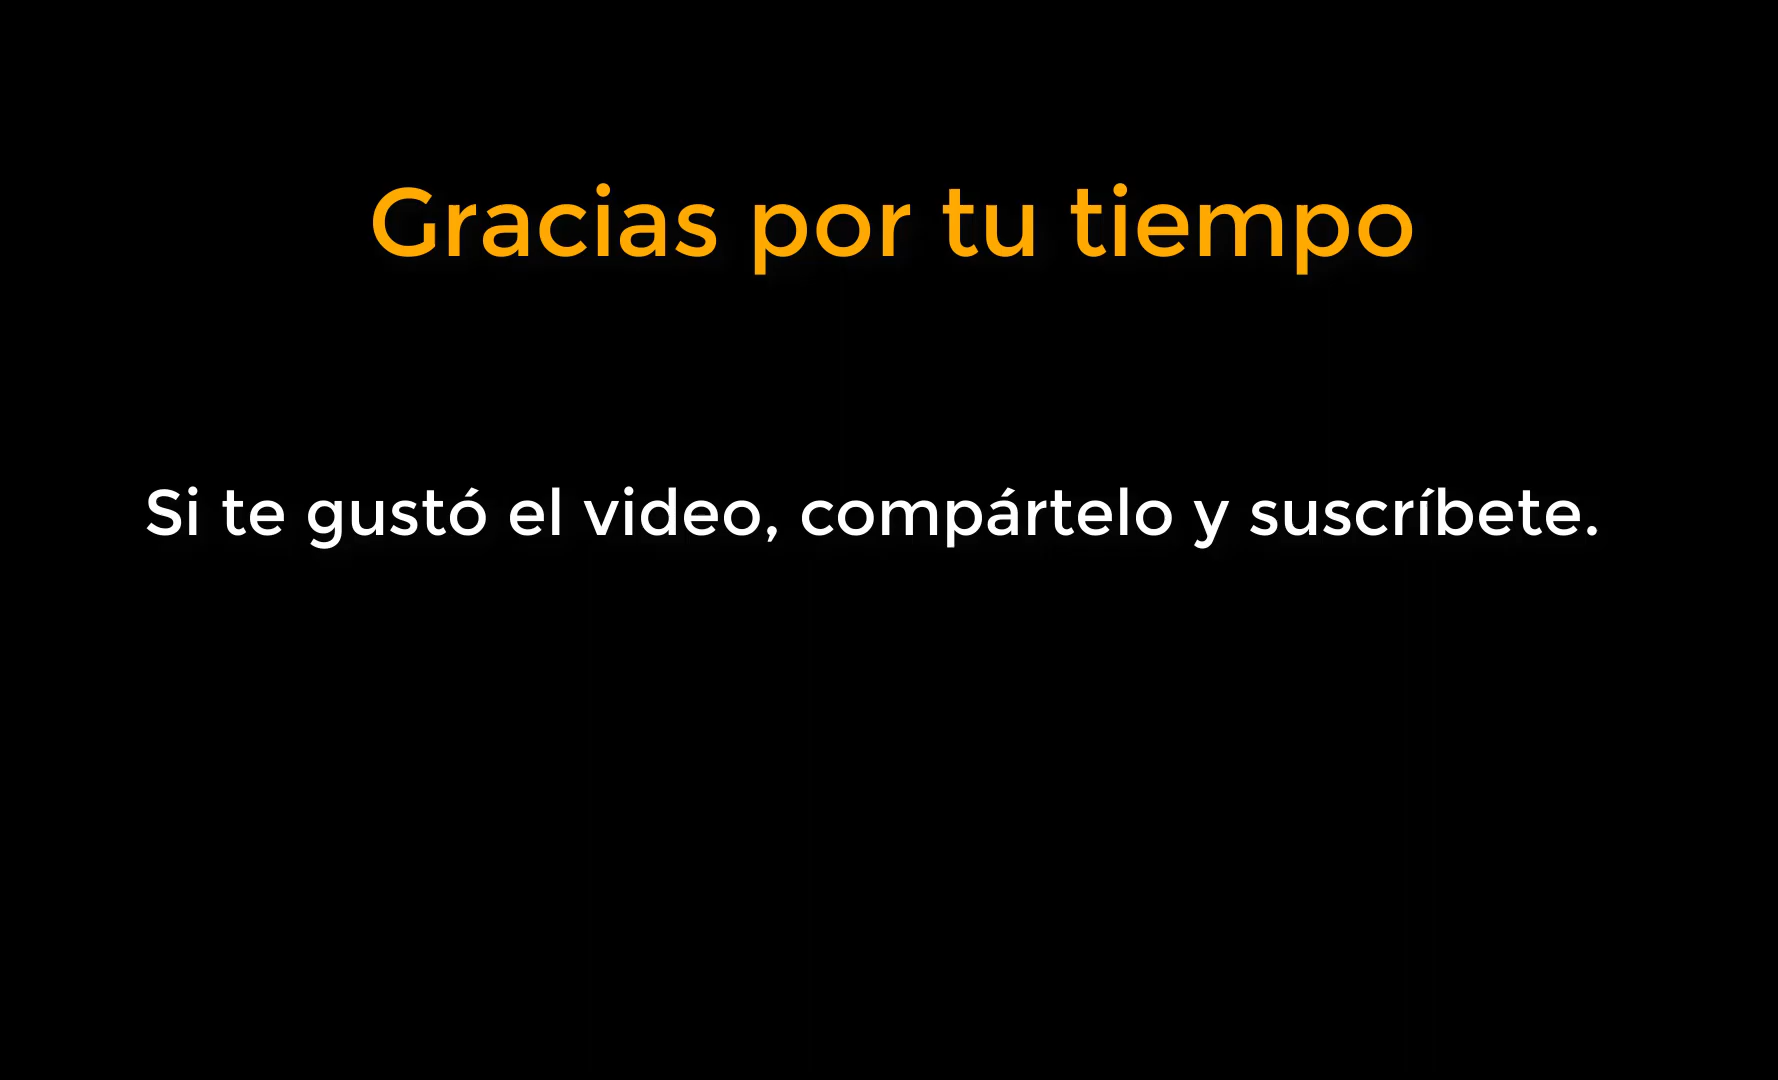 Gracias por tu tiempo
Si te gustó el video, compártelo y suscríbete.